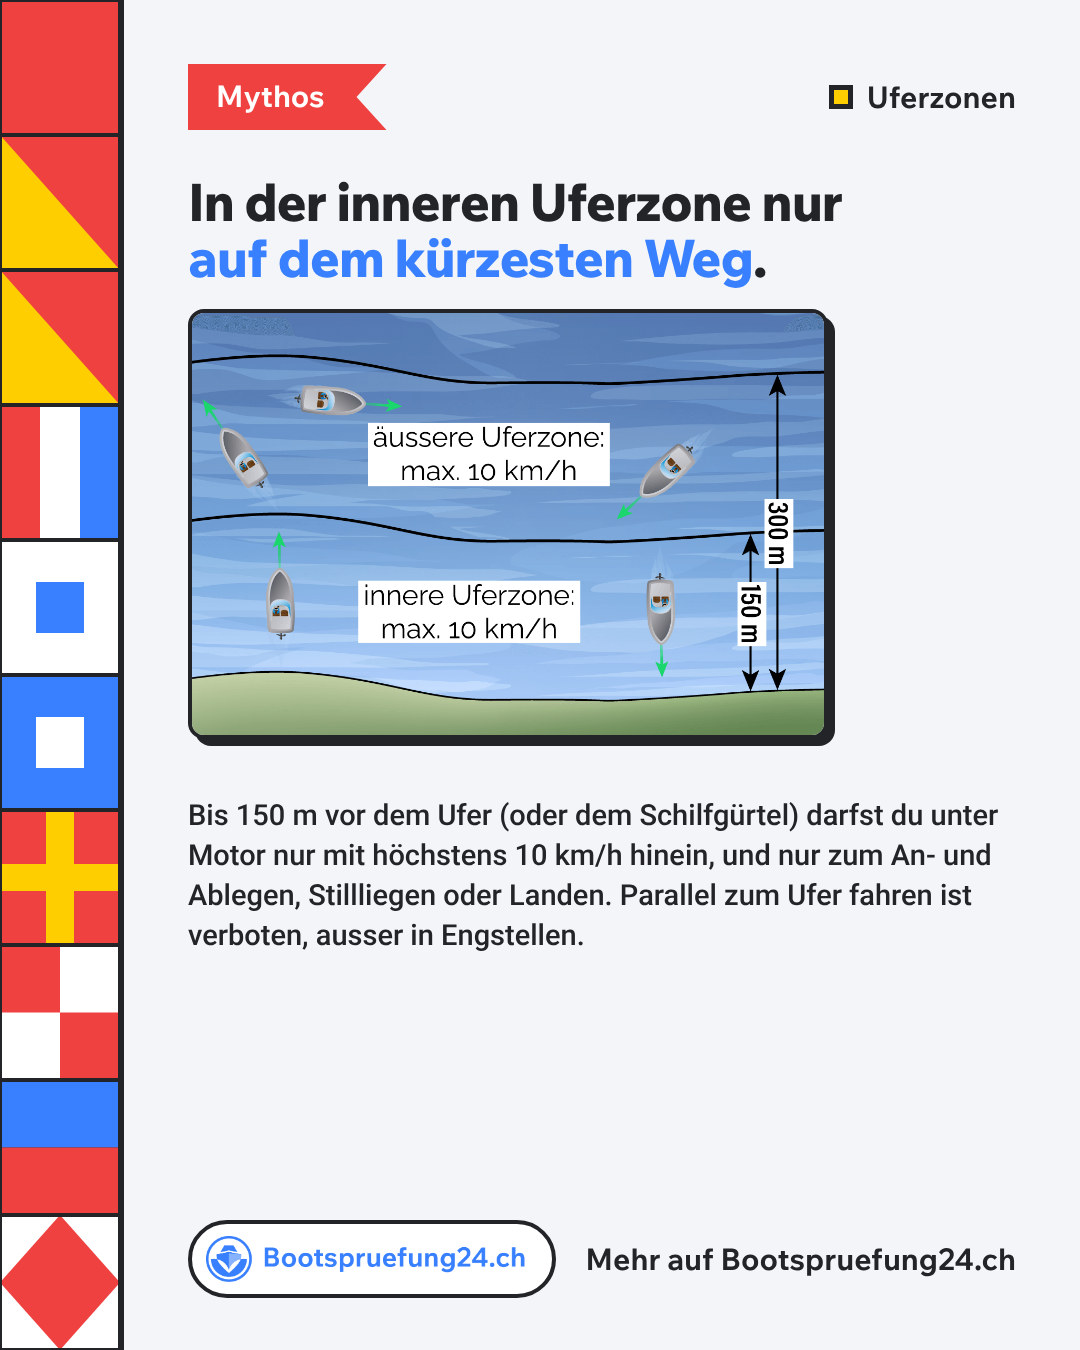 Mythos
Uferzonen
In der inneren Uferzone nur
auf dem kürzesten Weg.
äussere Uferzone:
max. 10 km/h
300 m
innere Uferzone:
max. 10 km/h
150 m
Bis 150 m vor dem Ufer (oder dem Schilfgürtel) darfst du unter
Motor nur mit höchstens 10 km/h hinein, und nur zum An- und
Ablegen, Stillliegen oder Landen. Parallel zum Ufer fahren ist
verboten, ausser in Engstellen.
Bootspruefung24.ch
Mehr auf Bootspruefung24.ch